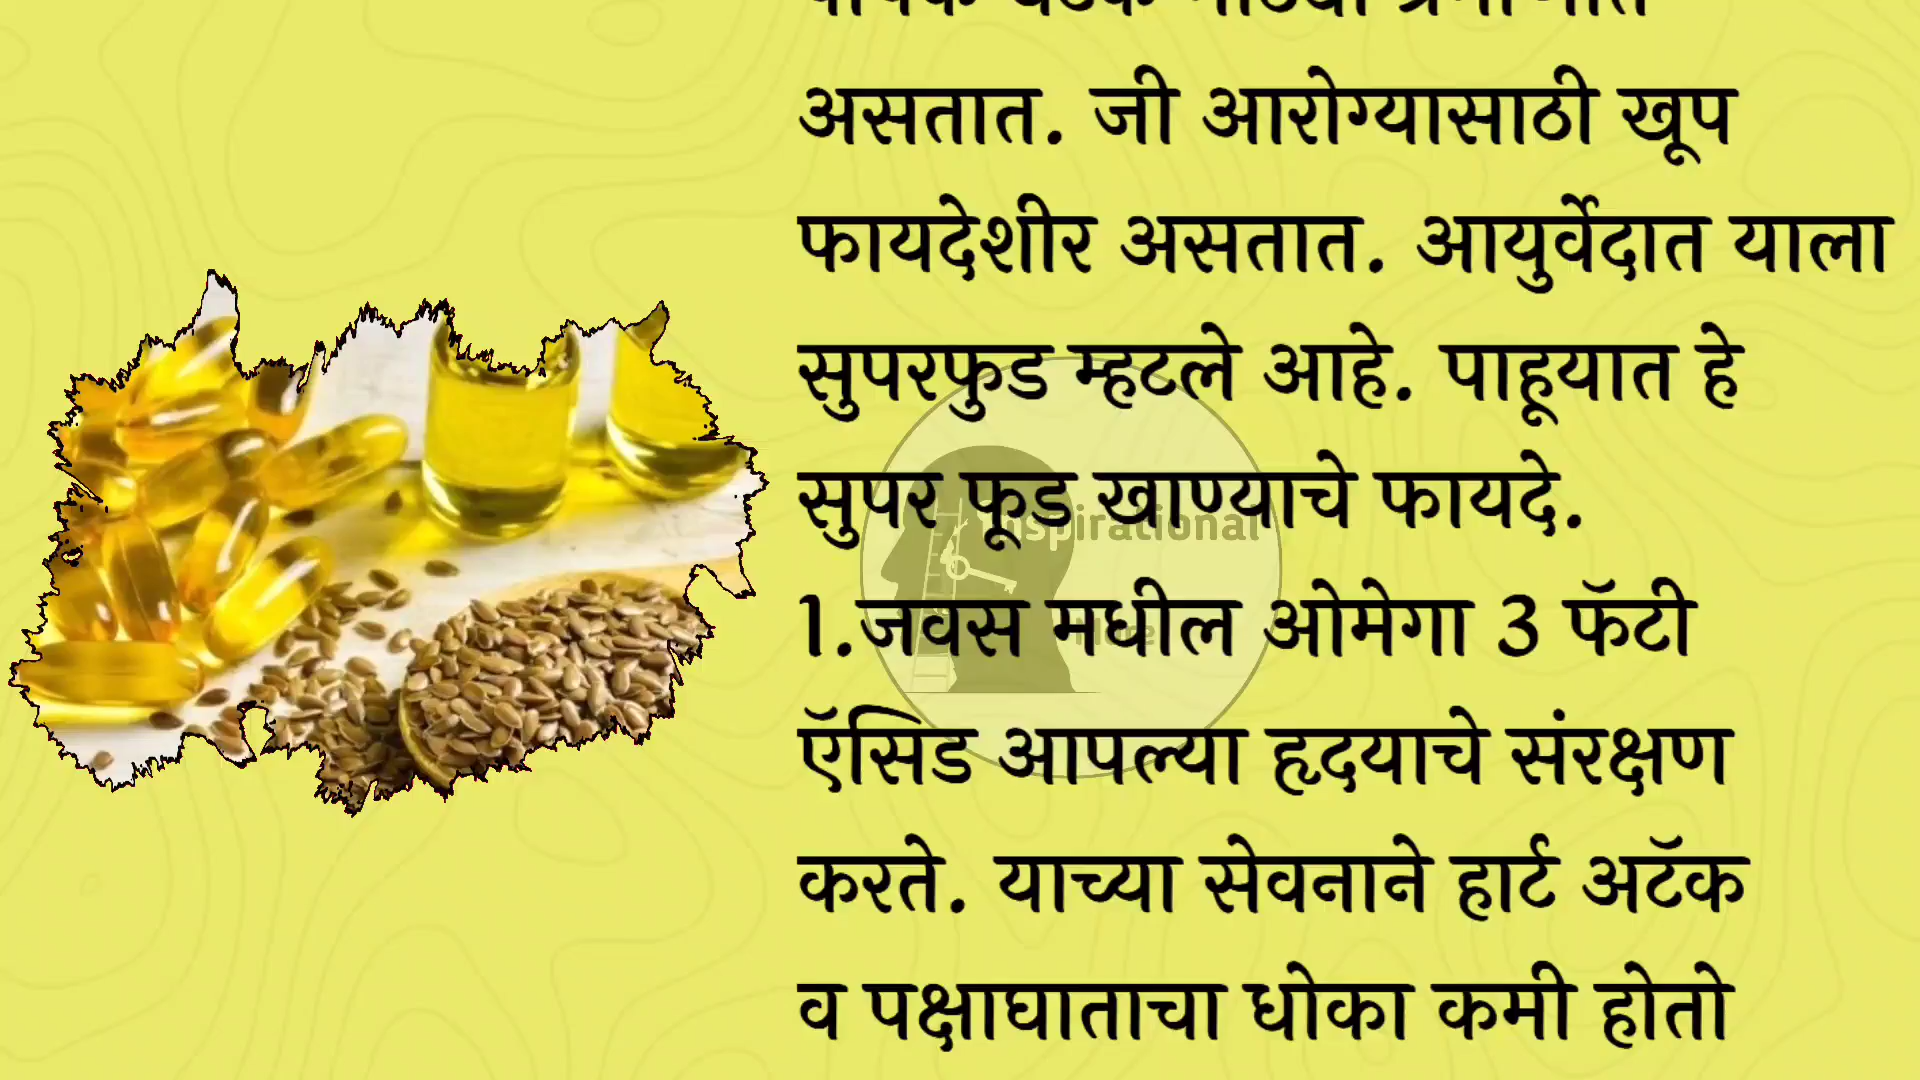 असतात. जी आरोग्यासाठी खूप
फायदेशीर असतात. आयुर्वेदात याला
सुपरफुड म्हटले आहे. पाहूयात हे
सुपर फूड खाण्याचे फायदे.
1.जवस मधील ओमेगा 3 फॅटी
ऍसिड आपल्या हृदयाचे संरक्षण
करते. याच्या सेवनाने हार्ट अटॅक
व पक्षाघाताचा धोका कमी होतो